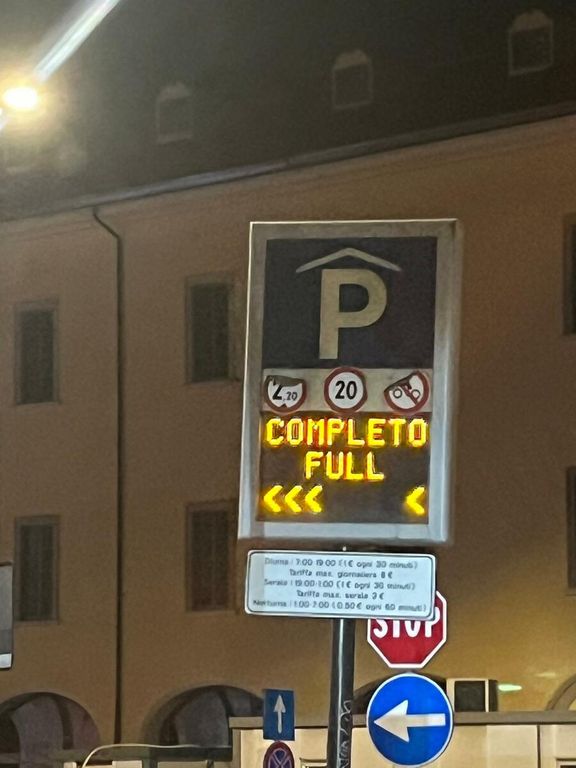 P
2,20
20
COMPLETO
FULL
<<< <
Diurna: 7:00-19:00 (1€ ogni 30 minuti)
Tariffa max. giornaliera 8 €
Serale: 19:00-1:00 (1€ ogni 30 minuti)
Tariffa max. serale 3 €
Notturna: 1:00-7:00 (0.50 € ogni 60 minuti)
STOP